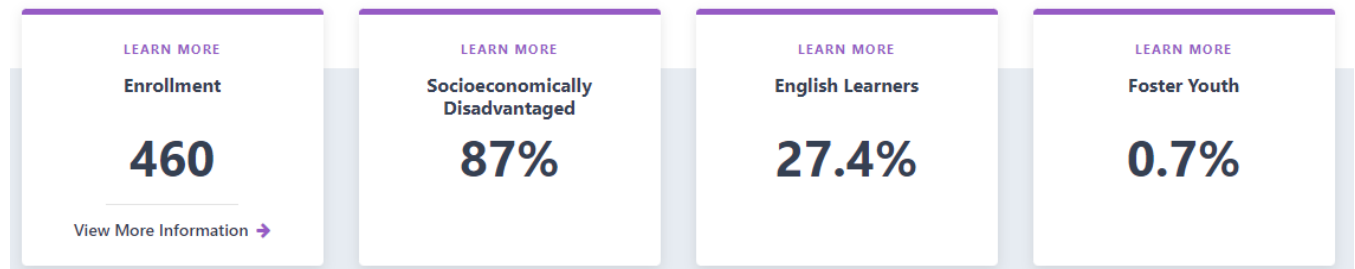 LEARN MORE
Enrollment
460
View More Information
LEARN MORE
Socioeconomically
Disadvantaged
87%
LEARN MORE
English Learners
27.4%
LEARN MORE
Foster Youth
0.7%